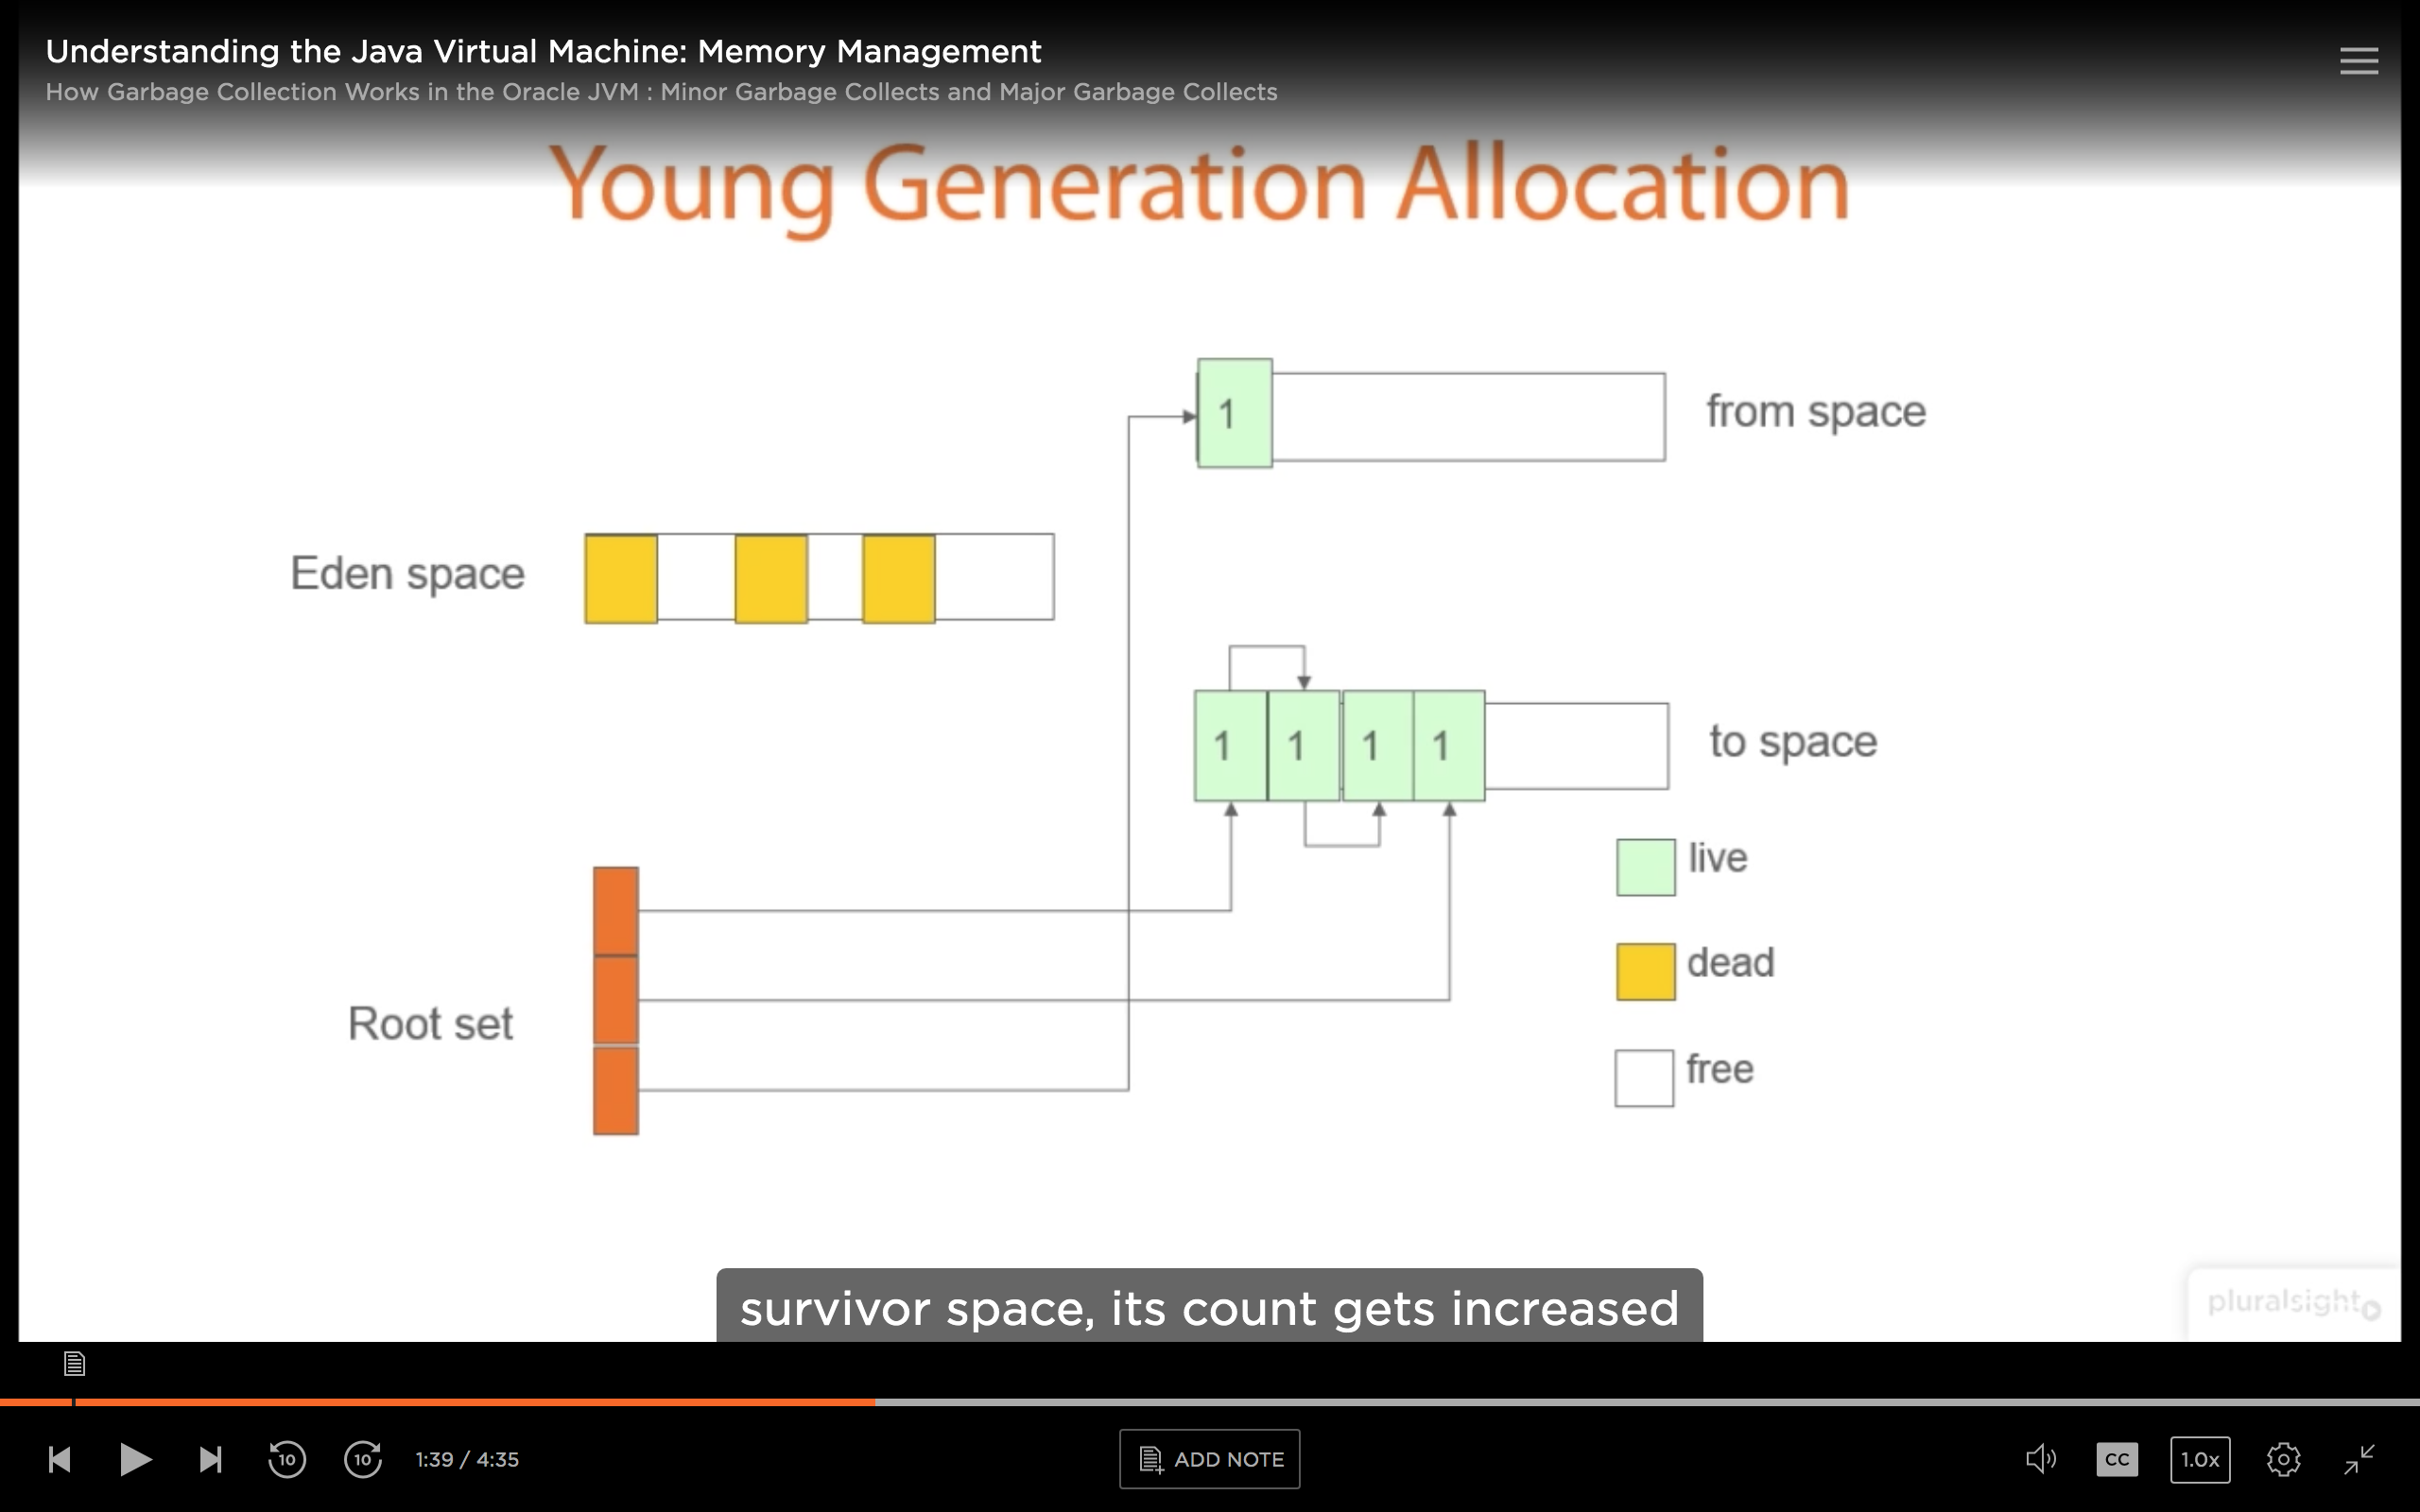 Understanding the Java Virtual Machine: Memory Management
How Garbage Collection Works in the Oracle JVM : Minor Garbage Collects and Major Garbage Collects
Young Generation Allocation
1
from space
Eden space
1 1 1 1
to space
live
dead
Root set
free
survivor space, its count gets increased
pluralsight
10 10 1:39 / 4:35
ADD NOTE
CC 1.0x